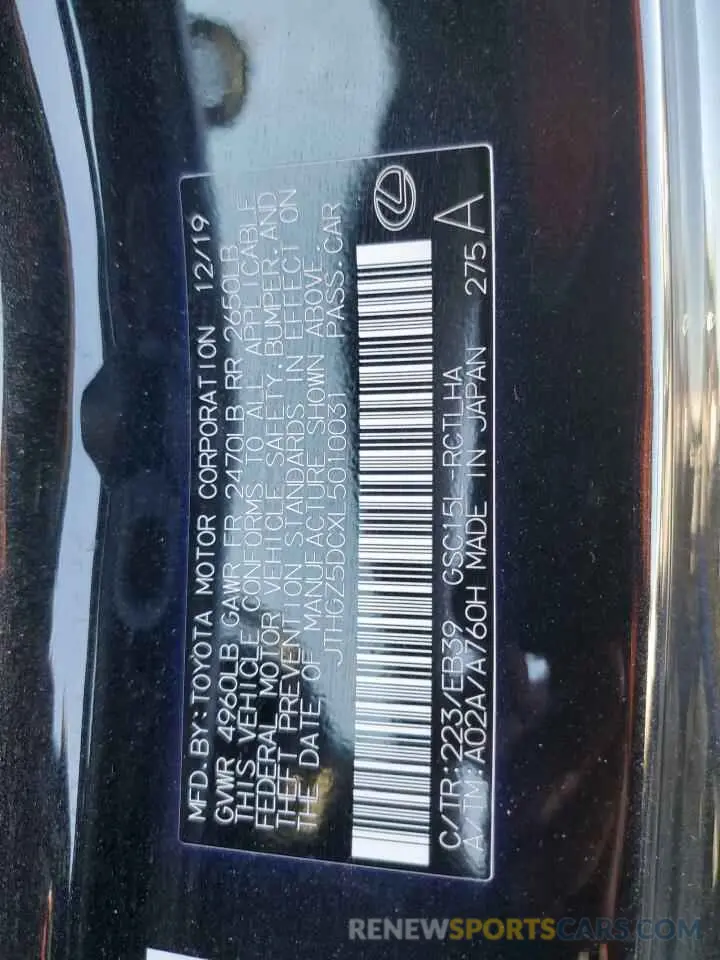 MFD.BY:TOYOTA MOTOR CORPORATION 12/19
GVWR 4960LB GAWR FR 2470LB RR 2650LB
THIS VEHICLE CONFORMS TO ALL APPLICABLE
FEDERAL MOTOR VEHICLE SAFETY,BUMPER,AND
THEFT PREVENTION STANDARDS IN EFFECT ON
THE DATE OF MANUFACTURE SHOWN ABOVE.
JTHGZ5DCXL5010031 PASS.CAR
C/TR:223/EB39 GSC15L-RCTLHA
A/TM:A02A/A760H MADE IN JAPAN 275 A
RENEWSPORTSCARS.COM